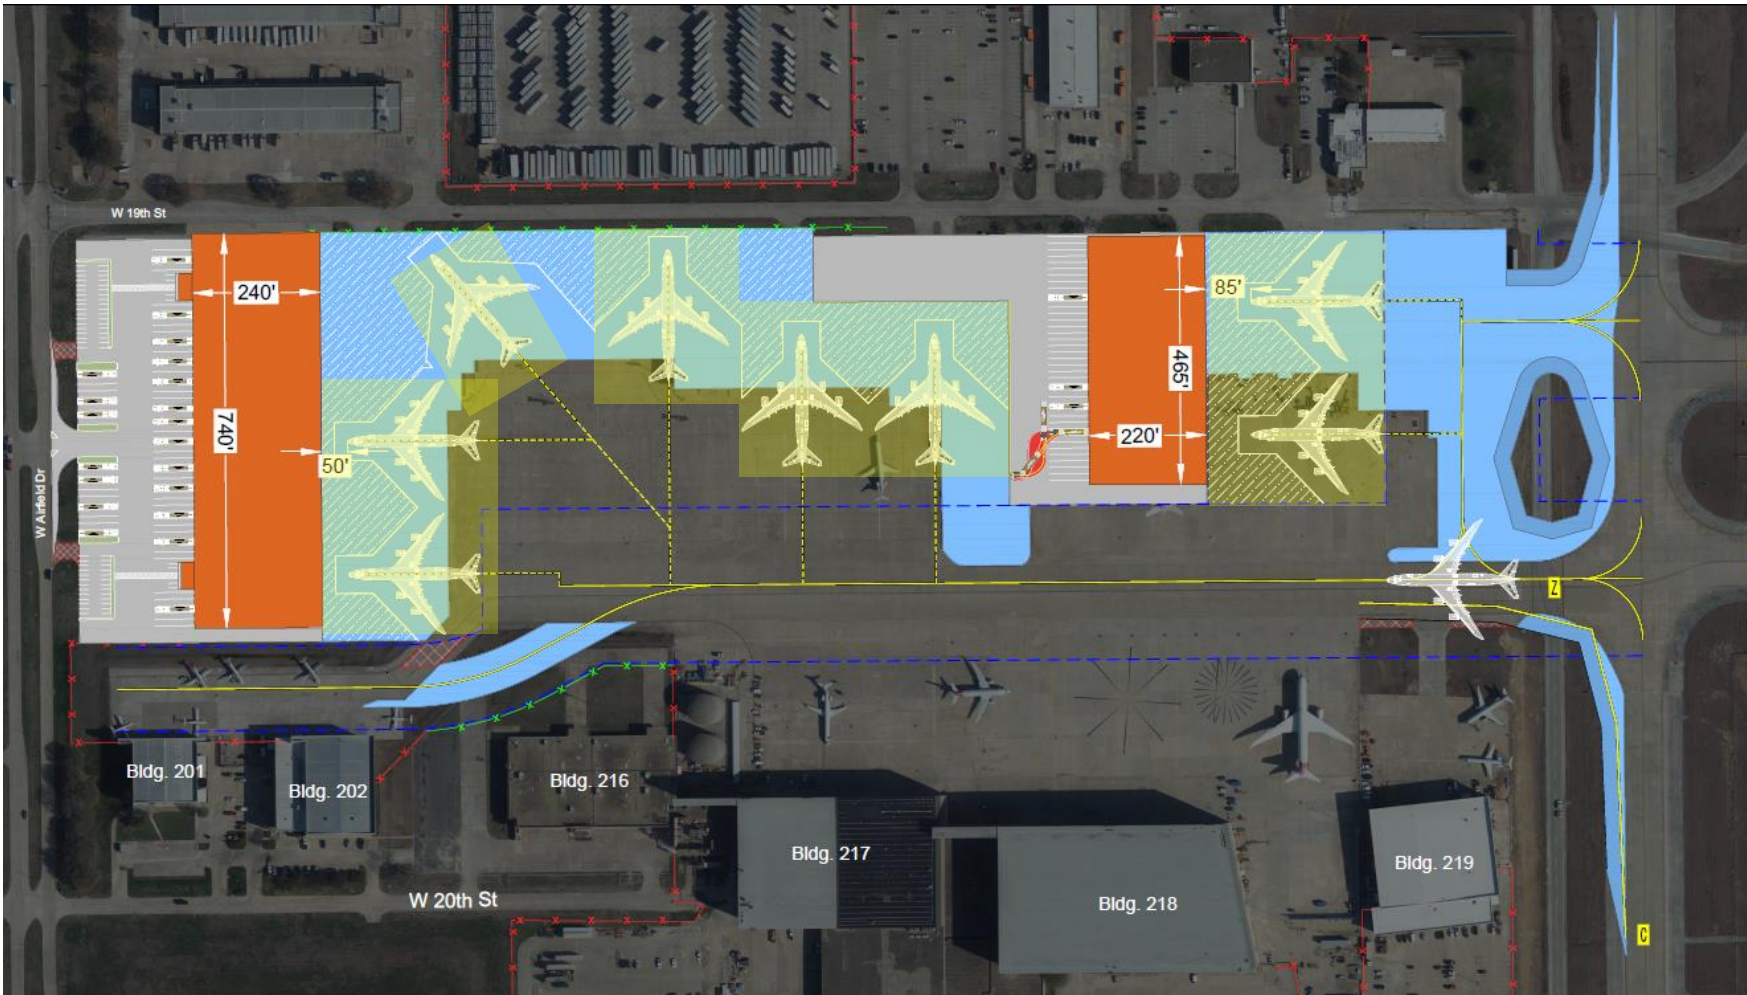 W 19th St
240'
85'
465'
740'
220'
50'
W Airfield Dr
Z
Bldg. 201
Bldg. 202
Bldg. 216
Bldg. 217
Bldg. 218
Bldg. 219
W 20th St
C